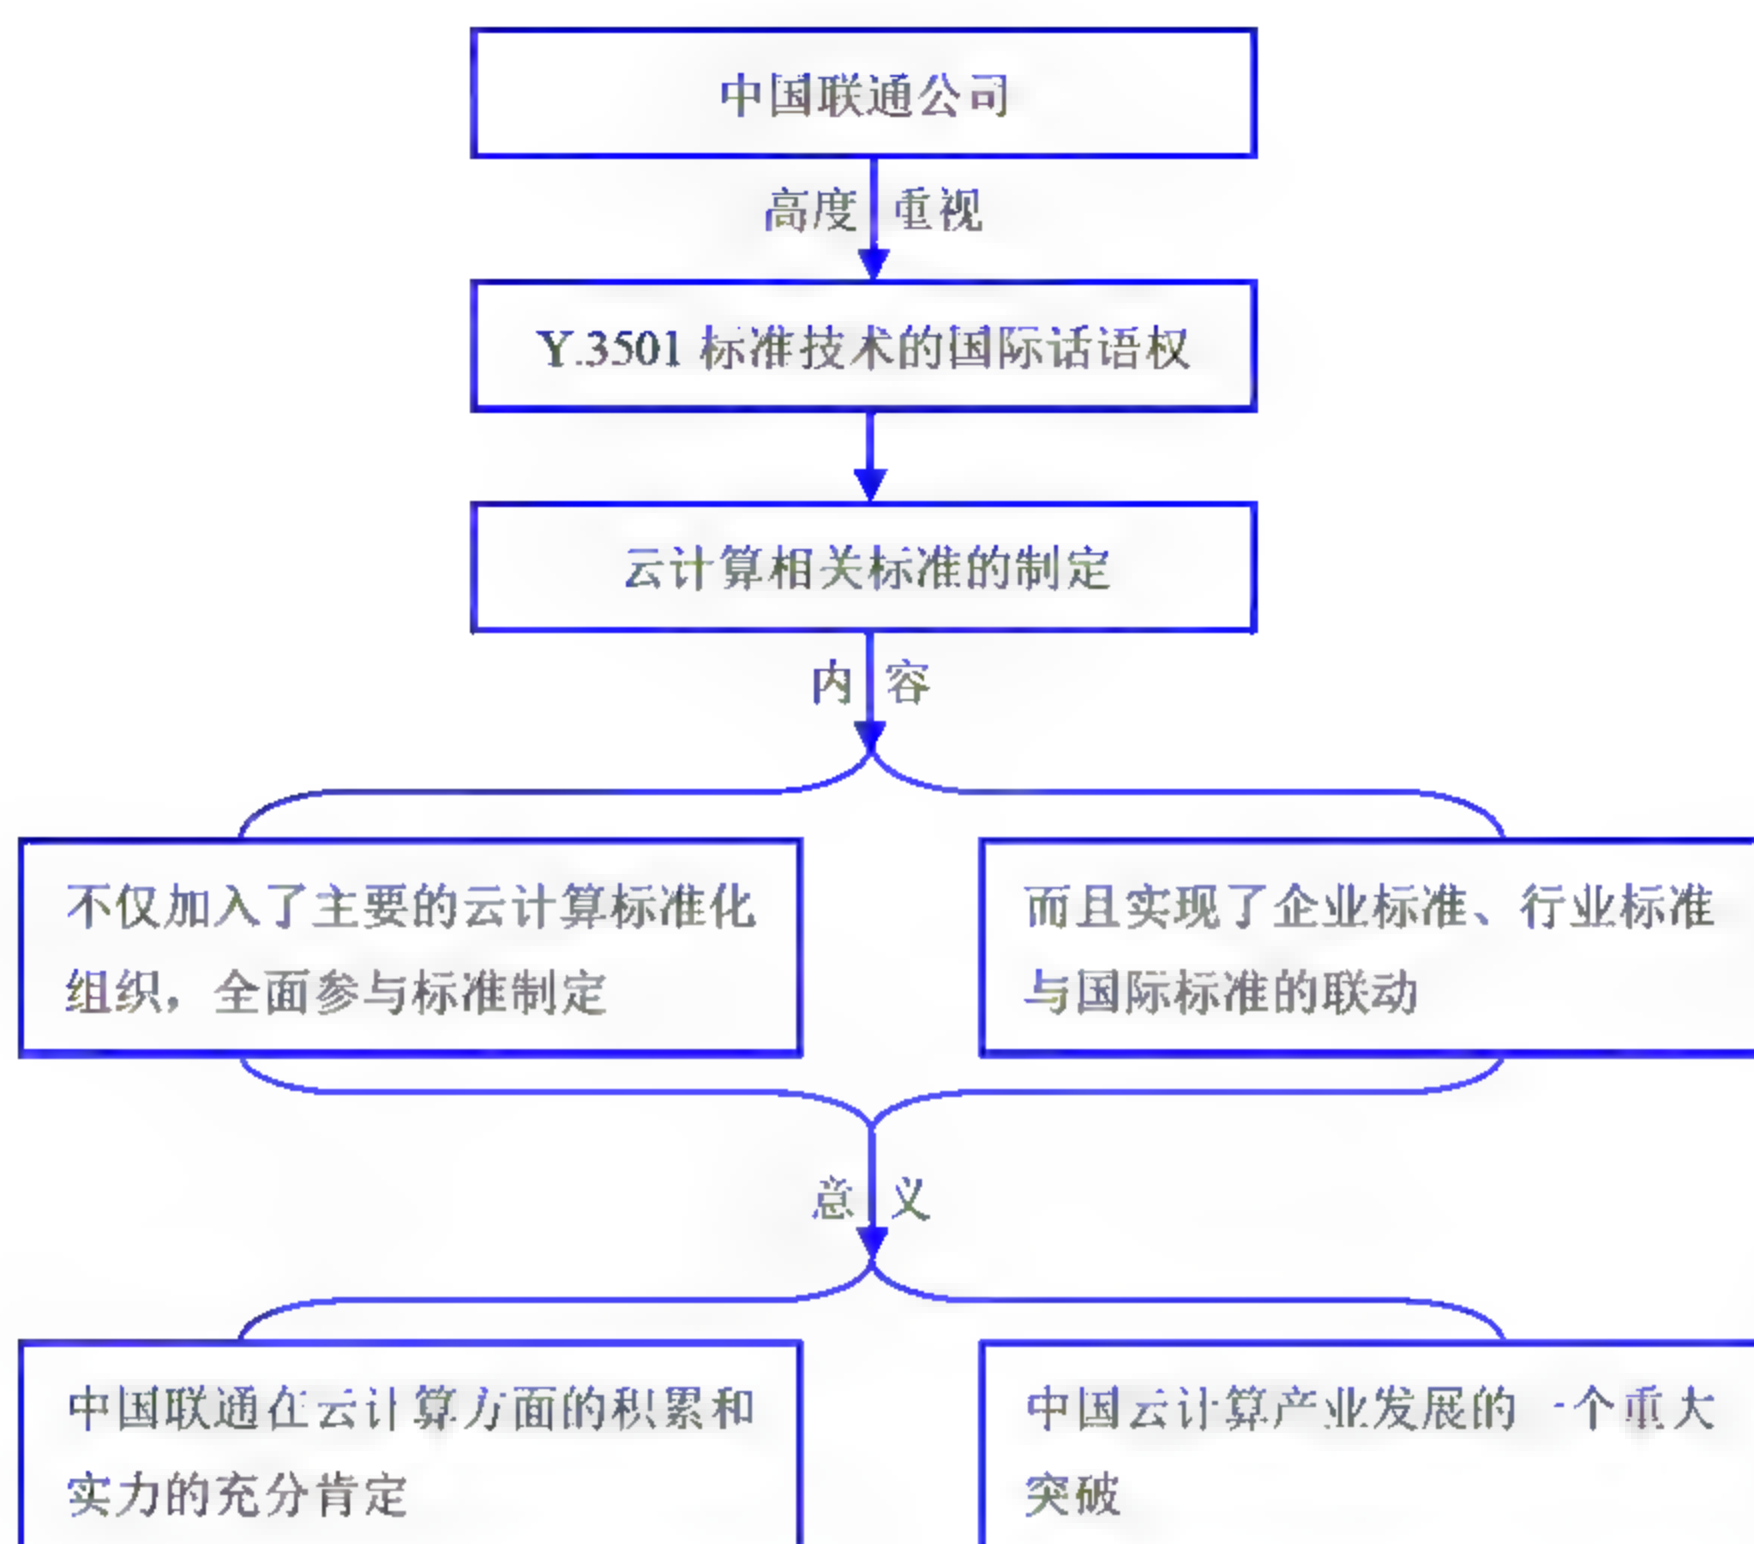 中国联通公司
高度 重视
Y.3501 标准技术的国际话语权
云计算相关标准的制定
内 容
不仅加入了主要的云计算标准化
组织，全面参与标准制定
而且实现了企业标准、行业标准
与国际标准的联动
意 义
中国联通在云计算方面的积累和
实力的充分肯定
中国云计算产业发展的一个重大
突破